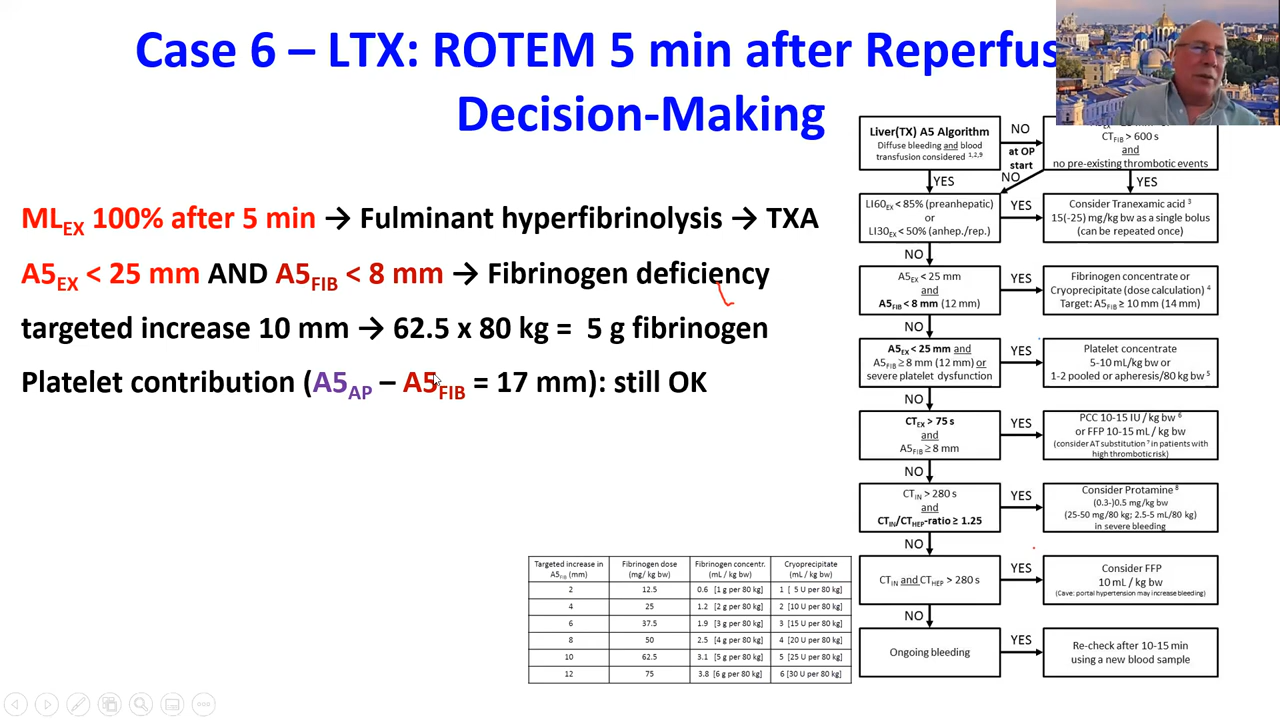 Case 6 – LTX: ROTEM 5 min after Reperfus
Decision-Making
ML_EX 100% after 5 min → Fulminant hyperfibrinolysis → TXA
A5_EX < 25 mm AND A5_FIB < 8 mm → Fibrinogen deficiency
targeted increase 10 mm → 62.5 x 80 kg = 5 g fibrinogen
Platelet contribution (A5_AP – A5_FIB = 17 mm): still OK
Liver(TX) A5 Algorithm
Diffuse bleeding and blood
transfusion considered 1,2,9
NO
at OP
start
NO
CT_FIB > 600 s
and
no pre-existing thrombotic events
YES
YES
LI60_EX < 85% (preanhepatic)
or
LI30_EX < 50% (anhep./rep.)
YES
Consider Tranexamic acid 3
15(-25) mg/kg bw as a single bolus
(can be repeated once)
NO
A5_EX < 25 mm
and
A5_FIB < 8 mm (12 mm)
YES
Fibrinogen concentrate or
Cryoprecipitate (dose calculation) 4
Target: A5_FIB ≥ 10 mm (14 mm)
NO
A5_EX < 25 mm and
A5_FIB ≥ 8 mm (12 mm) or
severe platelet dysfunction
YES
Platelet concentrate
5-10 mL/kg bw or
1-2 pooled or apheresis/80 kg bw 5
NO
CT_EX > 75 s
and
A5_FIB ≥ 8 mm
YES
PCC 10-15 IU / kg bw 6
or FFP 10-15 mL / kg bw
(consider AT substitution 7 in patients with
high thrombotic risk)
NO
CT_IN > 280 s
and
CT_IN/CT_HEP-ratio ≥ 1.25
YES
Consider Protamine 8
(0.3-)0.5 mg/kg bw
(25-50 mg/80 kg; 2.5-5 mL/80 kg)
in severe bleeding
NO
CT_IN and CT_HEP > 280 s
YES
Consider FFP
10 mL / kg bw
(Cave: portal hypertension may increase bleeding)
NO
Ongoing bleeding
YES
Re-check after 10-15 min
using a new blood sample
Targeted increase in A5_FIB (mm) Fibrinogen dose (mg/ kg bw) Fibrinogen concentr. (mL / kg bw) Cryoprecipitate (mL / kg bw)
2 12.5 0.6 [1 g per 80 kg] 1 [ 5 U per 80 kg]
4 25 1.2 [2 g per 80 kg] 2 [10 U per 80 kg]
6 37.5 1.9 [3 g per 80 kg] 3 [15 U per 80 kg]
8 50 2.5 [4 g per 80 kg] 4 [20 U per 80 kg]
10 62.5 3.1 [5 g per 80 kg] 5 [25 U per 80 kg]
12 75 3.8 [6 g per 80 kg] 6 [30 U per 80 kg]